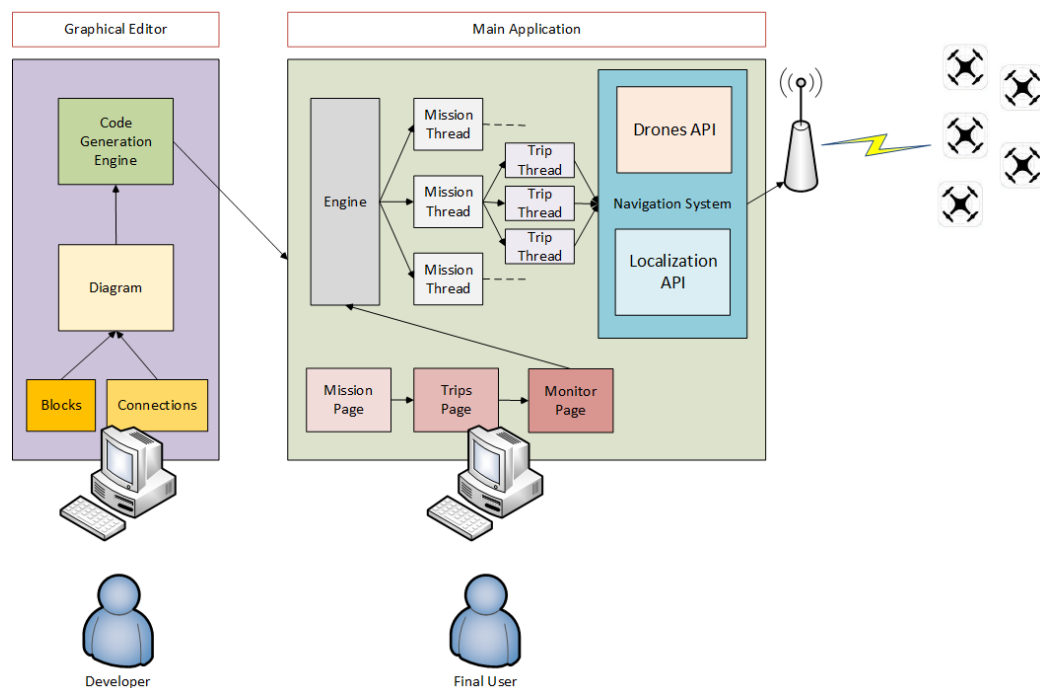 Graphical Editor
Main Application
Code
Generation
Engine
Diagram
Blocks
Connections
Engine
Mission
Thread
Mission
Thread
Mission
Thread
Trip
Thread
Trip
Thread
Trip
Thread
Drones API
Navigation System
Localization
API
Mission
Page
Trips
Page
Monitor
Page
Developer
Final User